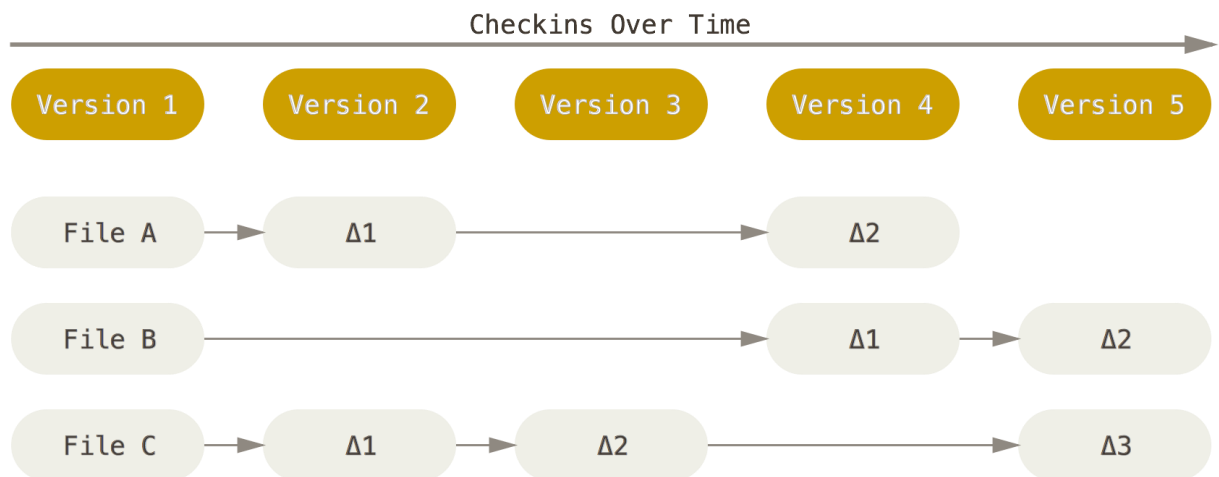 Checkins Over Time
Version 1 Version 2 Version 3 Version 4 Version 5
File A Δ1 Δ2
File B Δ1 Δ2
File C Δ1 Δ2 Δ3